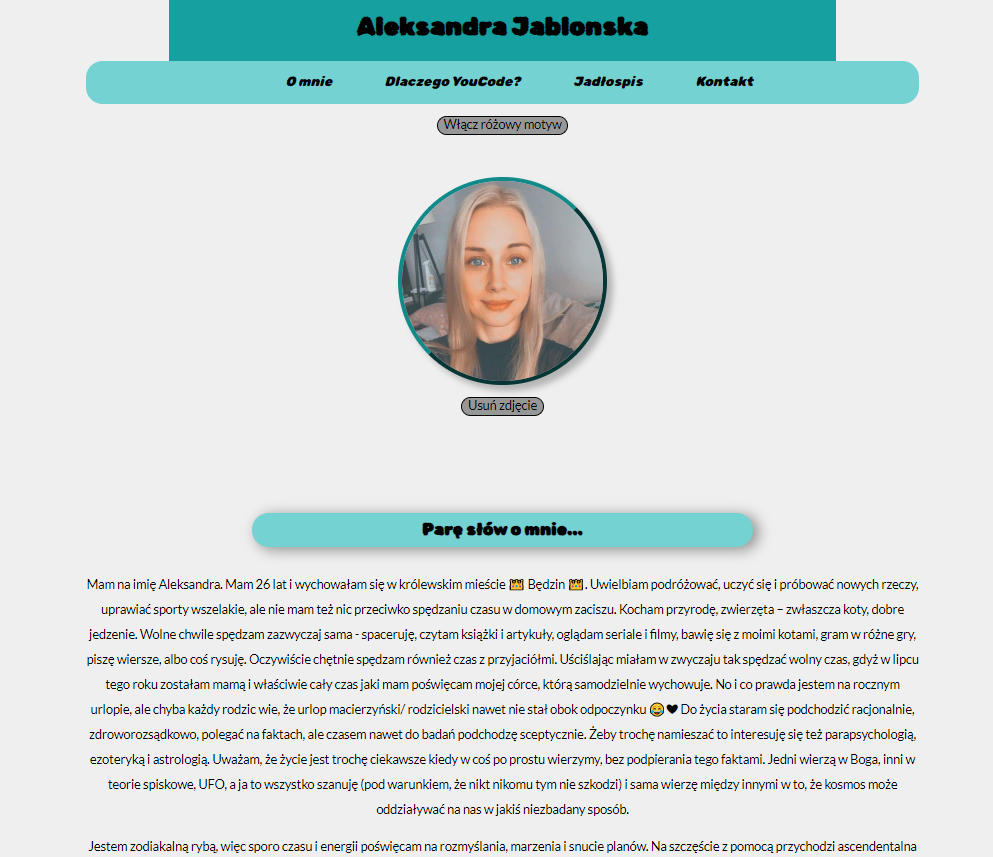 Aleksandra Jablonska
O mnie Dlaczego YouCode? Jadłospis Kontakt
Włącz różowy motyw
Usuń zdjęcie
Parę słów o mnie...
Mam na imię Aleksandra. Mam 26 lat i wychowałam się w królewskim mieście 👑 Będzin 👑. Uwielbiam podróżować, uczyć się i próbować nowych rzeczy,
uprawiać sporty wszelakie, ale nie mam też nic przeciwko spędzaniu czasu w domowym zaciszu. Kocham przyrodę, zwierzęta – zwłaszcza koty, dobre
jedzenie. Wolne chwile spędzam zazwyczaj sama - spaceruję, czytam książki i artykuły, oglądam seriale i filmy, bawię się z moimi kotami, gram w różne gry,
piszę wiersze, albo coś rysuję. Oczywiście chętnie spędzam również czas z przyjaciółmi. Uściślając miałam w zwyczaju tak spędzać wolny czas, gdyż w lipcu
tego roku zostałam mamą i właściwie cały czas jaki mam poświęcam mojej córce, którą samodzielnie wychowuje. No i co prawda jestem na rocznym
urlopie, ale chyba każdy rodzic wie, że urlop macierzyński/ rodzicielski nawet nie stał obok odpoczynku 😂❤ Do życia staram się podchodzić racjonalnie,
zdroworozsądkowo, polegać na faktach, ale czasem nawet do badań podchodzę sceptycznie. Żeby trochę namieszać to interesuję się też parapsychologią,
ezoteryką i astrologią. Uważam, że życie jest trochę ciekawsze kiedy w coś po prostu wierzymy, bez podpierania tego faktami. Jedni wierzą w Boga, inni w
teorie spiskowe, UFO, a ja to wszystko szanuję (pod warunkiem, że nikt nikomu tym nie szkodzi) i sama wierzę między innymi w to, że kosmos może
oddziaływać na nas w jakiś niezbadany sposób.
Jestem zodiakalną rybą, więc sporo czasu i energii poświęcam na rozmyślania, marzenia i snucie planów. Na szczęście z pomocą przychodzi ascendentalna